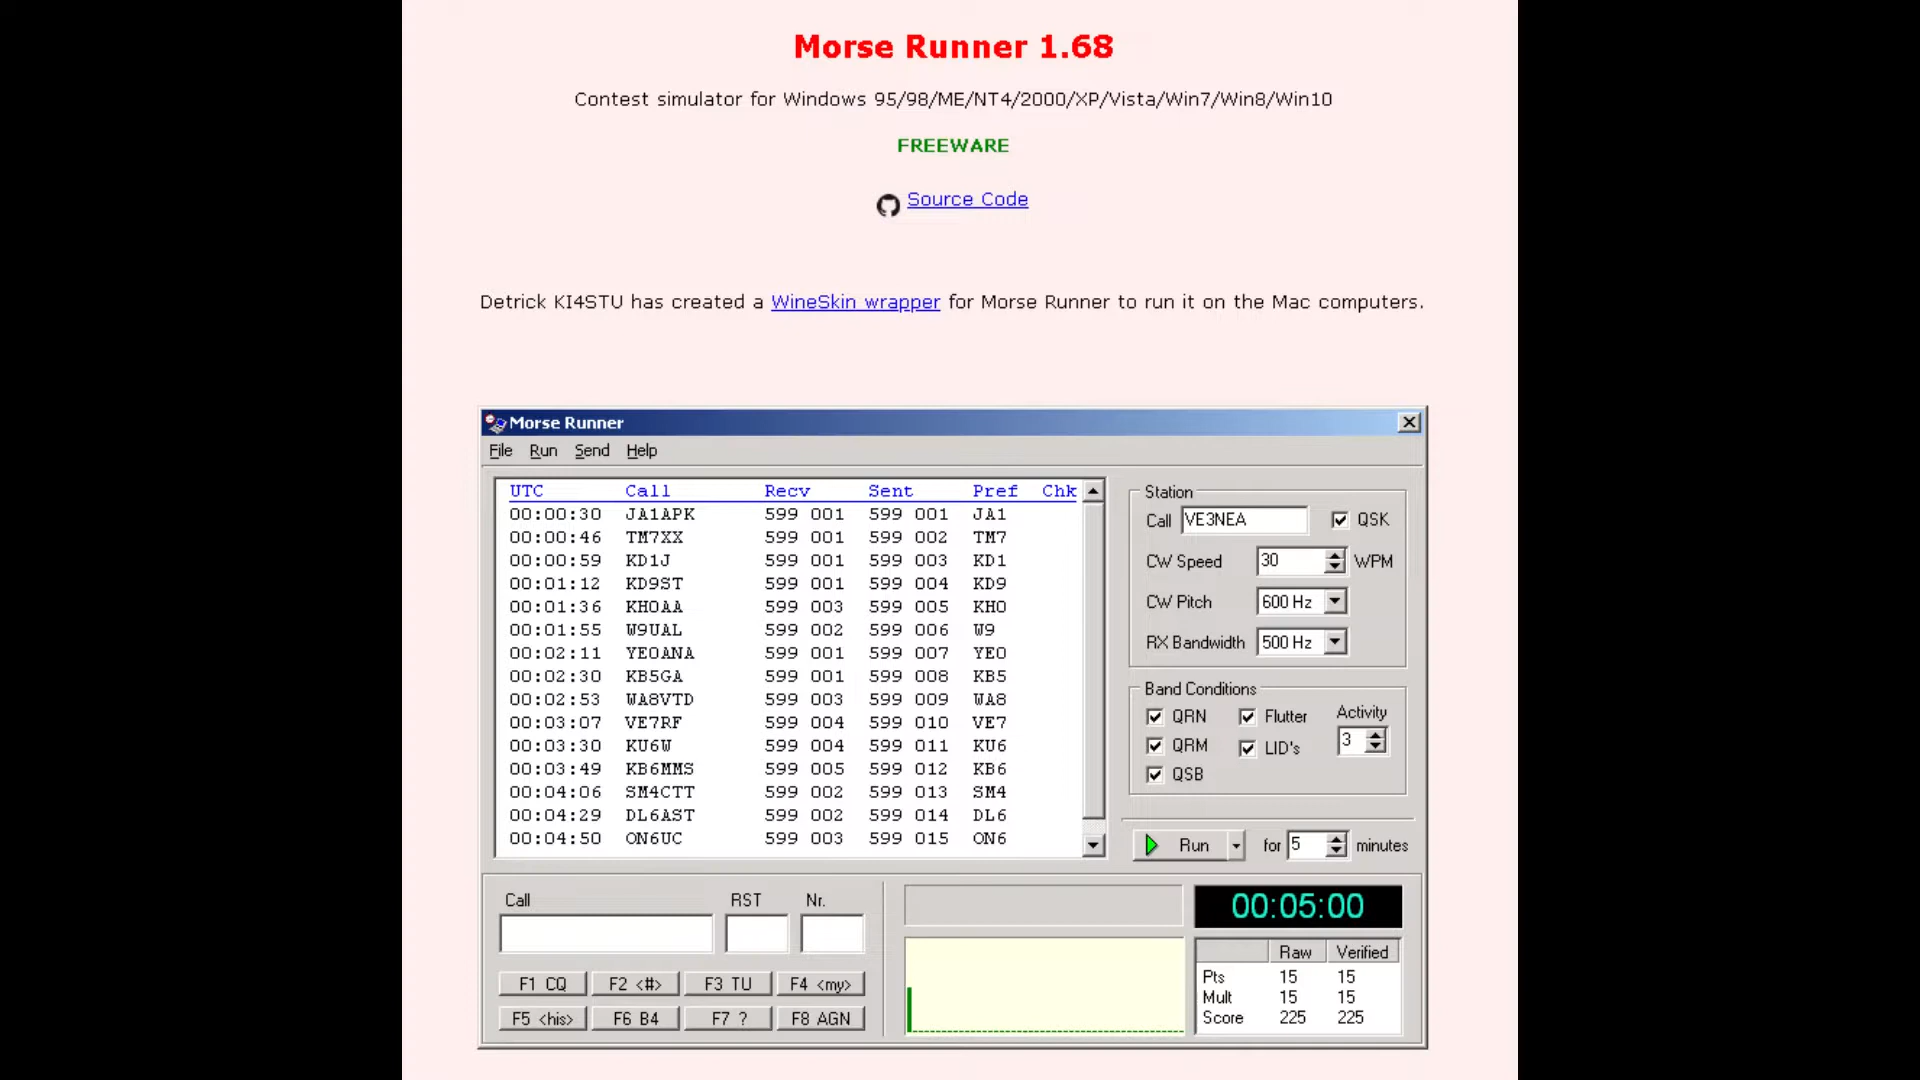 Morse Runner 1.68
Contest simulator for Windows 95/98/ME/NT4/2000/XP/Vista/Win7/Win8/Win10
FREEWARE
Source Code
Detrick KI4STU has created a WineSkin wrapper for Morse Runner to run it on the Mac computers.
Morse Runner
File Run Send Help
UTC Call Recv Sent Pref Chk
00:00:30 JA1APK 599 001 599 001 JA1
00:00:46 TM7XX 599 001 599 002 TM7
00:00:59 KD1J 599 001 599 003 KD1
00:01:12 KD9ST 599 001 599 004 KD9
00:01:36 KH0AA 599 003 599 005 KH0
00:01:55 W9UAL 599 002 599 006 W9
00:02:11 YE0ANA 599 001 599 007 YE0
00:02:30 KB5GA 599 001 599 008 KB5
00:02:53 WA8VTD 599 003 599 009 WA8
00:03:07 VE7RF 599 004 599 010 VE7
00:03:30 KU6W 599 004 599 011 KU6
00:03:49 KB6MMS 599 005 599 012 KB6
00:04:06 SM4CTT 599 002 599 013 SM4
00:04:29 DL6AST 599 002 599 014 DL6
00:04:50 ON6UC 599 003 599 015 ON6
Station
Call VE3NEA QSK
CW Speed 30 WPM
CW Pitch 600 Hz
RX Bandwidth 500 Hz
Band Conditions
QRN Flutter Activity
QRM LID's 3
QSB
Run for 5 minutes
Call RST Nr.
F1 CQ F2 <#> F3 TU F4 <my>
F5 <his> F6 B4 F7 ? F8 AGN
00:05:00
Raw Verified
Pts 15 15
Mult 15 15
Score 225 225